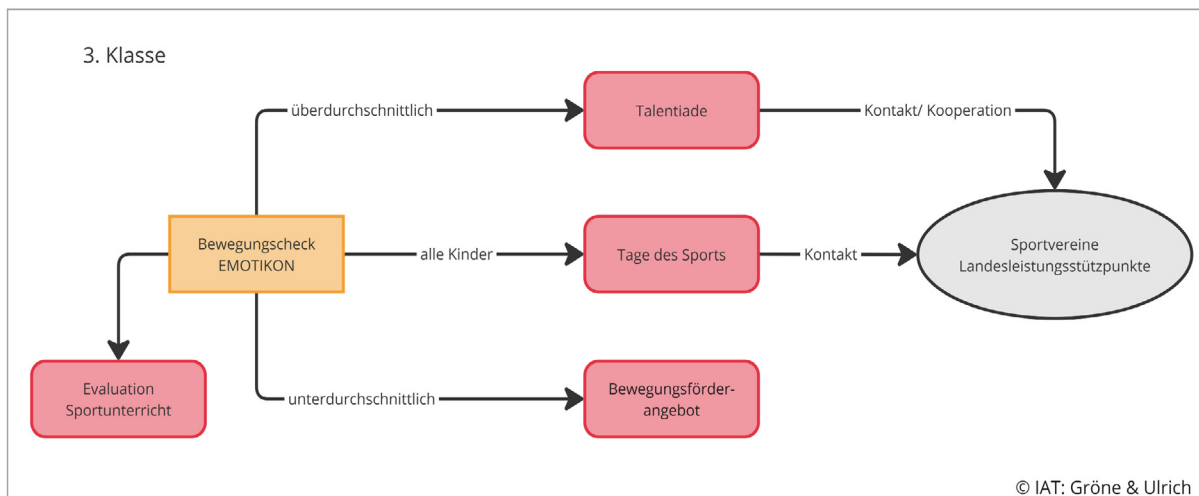 3. Klasse
überdurchschnittlich
Talentiade
Kontakt/ Kooperation
Bewegungscheck
EMOTIKON
alle Kinder
Tage des Sports
Kontakt
Sportvereine
Landesleistungsstützpunkte
Evaluation
Sportunterricht
unterdurchschnittlich
Bewegungsförder-
angebot
© IAT: Gröne & Ulrich